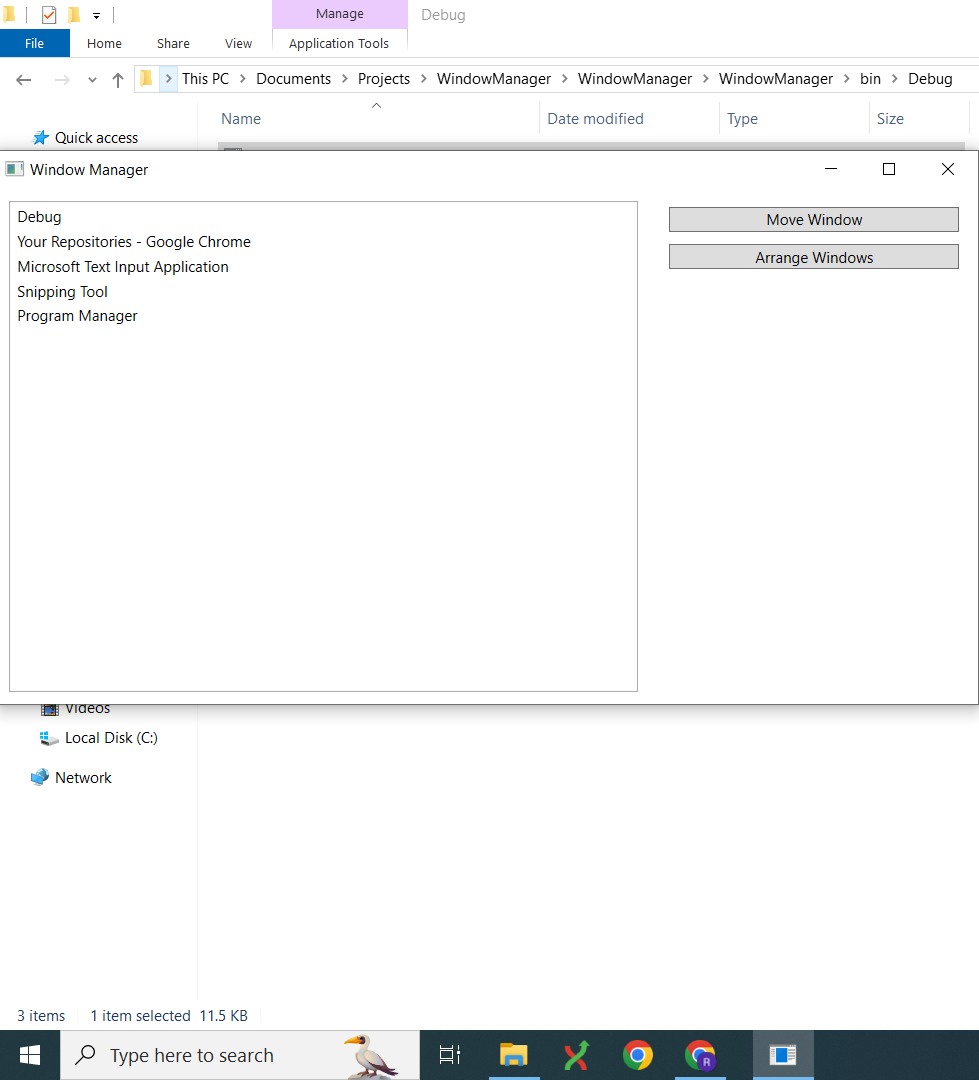 Manage
Debug
File
Home
Share
View
Application Tools
This PC
Documents
Projects
WindowManager
WindowManager
WindowManager
bin
Debug
Name
Date modified
Type
Size
Quick access
Window Manager
Debug
Your Repositories - Google Chrome
Microsoft Text Input Application
Snipping Tool
Program Manager
Move Window
Arrange Windows
Videos
Local Disk (C:)
Network
3 items
1 item selected 11.5 KB
Type here to search
R